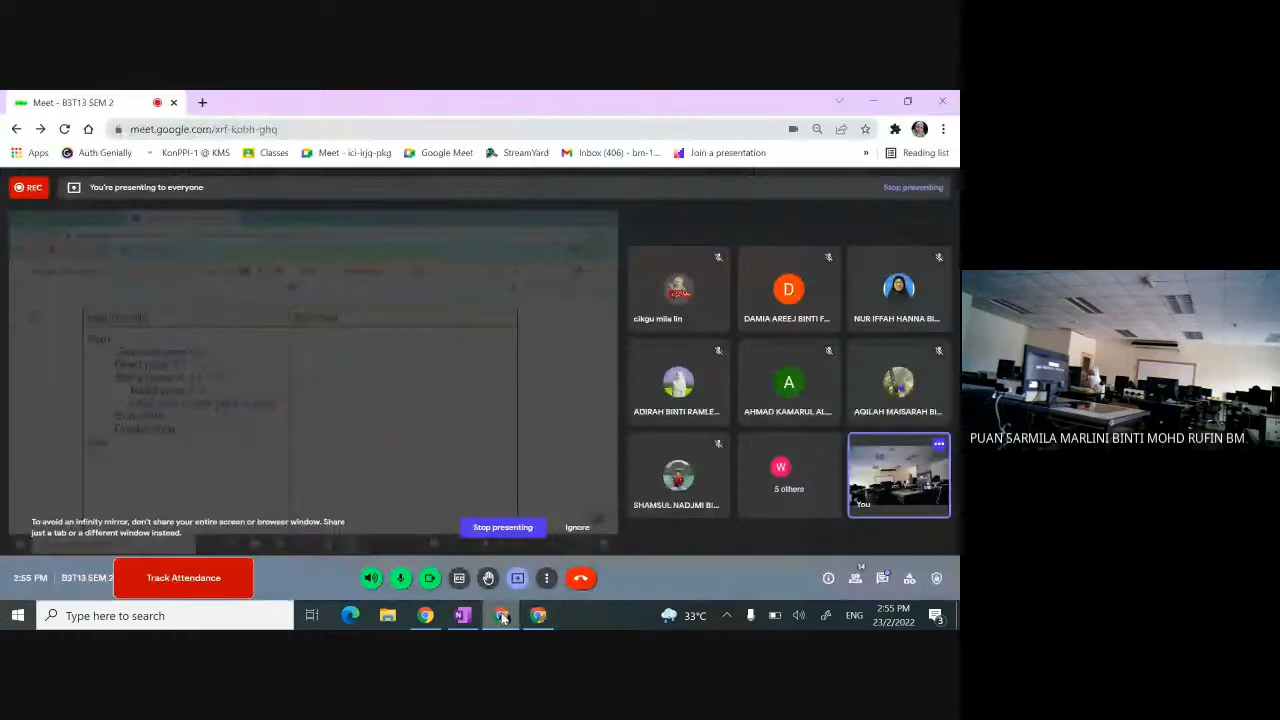 Meet - B3T13 SEM 2
meet.google.com/xrf-kobh-ghq
Apps
Auth Genially
KonPPI-1 @ KMS
Classes
Meet - ici-irjq-pkg
Google Meet
StreamYard
Inbox (406) - bm-1...
Join a presentation
»
Reading list
REC
You're presenting to everyone
Stop presenting
cikgu mila lin
D
DAMIA AREEJ BINTI F...
NUR IFFAH HANNA BI...
ADIRAH BINTI RAMLE...
A
AHMAD KAMARUL AL...
AQILAH MAISARAH BI...
SHAMSUL NADJMI BI...
W
5 others
You
PUAN SARMILA MARLINI BINTI MOHD RUFIN BM
To avoid an infinity mirror, don't share your entire screen or browser window. Share
just a tab or a different window instead.
Stop presenting
Ignore
2:55 PM
B3T13 SEM 2
Track Attendance
14
Type here to search
33°C
ENG
2:55 PM
23/2/2022
3